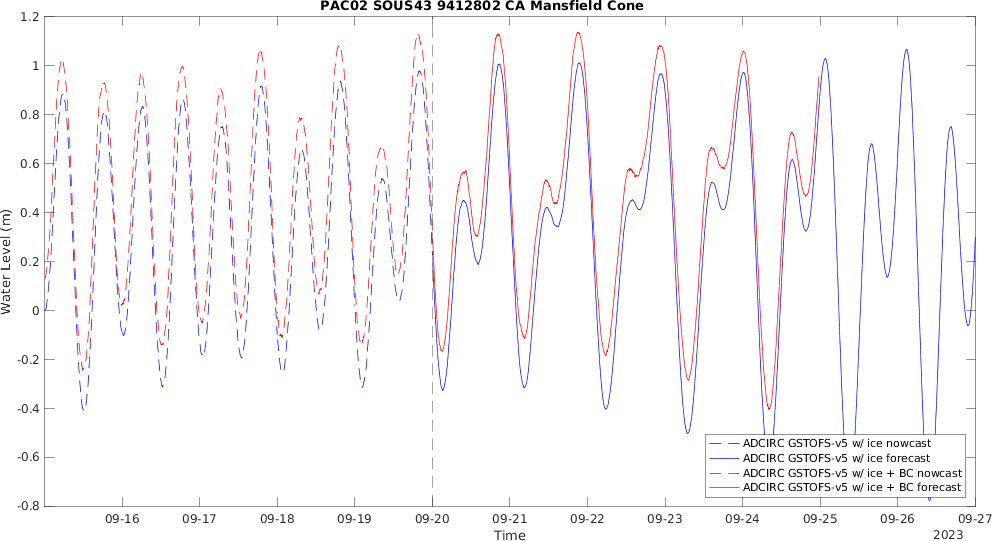 PAC02 SOUS43 9412802 CA Mansfield Cone
1.2
1
0.8
0.6
0.4
0.2
0
-0.2
-0.4
-0.6
-0.8
Water Level (m)
ADCIRC GSTOFS-v5 w/ ice nowcast
ADCIRC GSTOFS-v5 w/ ice forecast
ADCIRC GSTOFS-v5 w/ ice + BC nowcast
ADCIRC GSTOFS-v5 w/ ice + BC forecast
09-16 09-17 09-18 09-19 09-20 09-21 09-22 09-23 09-24 09-25 09-26 09-27
Time
2023